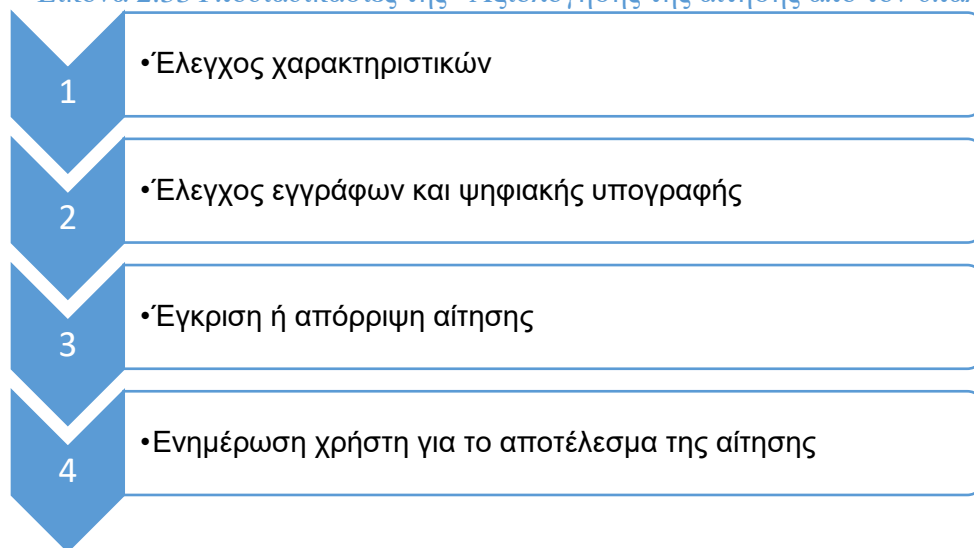 1
•Έλεγχος χαρακτηριστικών
2
•Έλεγχος εγγράφων και ψηφιακής υπογραφής
3
•Έγκριση ή απόρριψη αίτησης
4
•Ενημέρωση χρήστη για το αποτέλεσμα της αίτησης